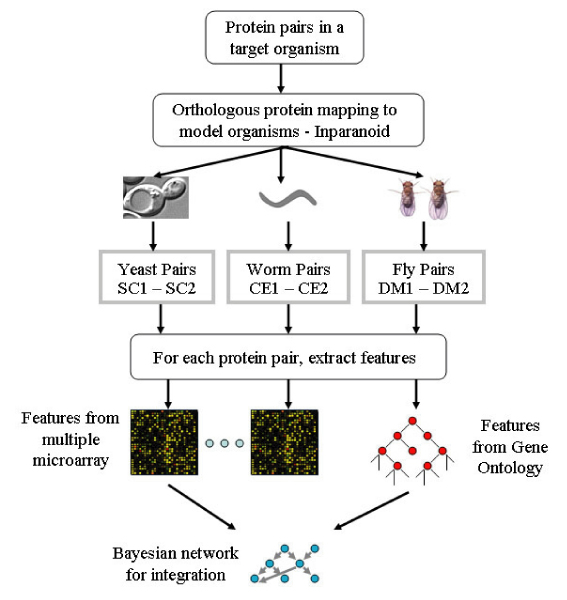 Protein pairs in a
target organism
Orthologous protein mapping to
model organisms - Inparanoid
Yeast Pairs
SC1 – SC2
Worm Pairs
CE1 – CE2
Fly Pairs
DM1 – DM2
For each protein pair, extract features
Features from
multiple
microarray
Features
from Gene
Ontology
Bayesian network
for integration